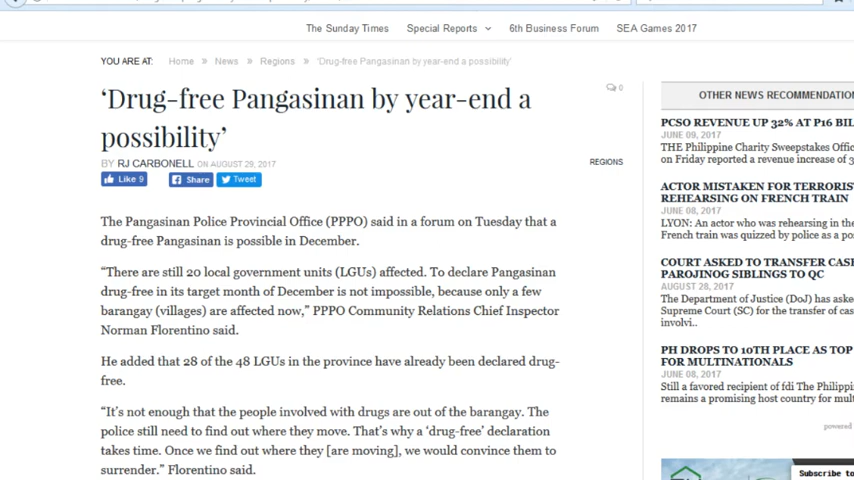 The Sunday Times Special Reports 6th Business Forum SEA Games 2017
YOU ARE AT: Home » News » Regions » 'Drug-free Pangasinan by year-end a possibility'
‘Drug-free Pangasinan by year-end a
possibility’
0
BY RJ CARBONELL ON AUGUST 29, 2017
REGIONS
Like 9 Share Tweet
The Pangasinan Police Provincial Office (PPPO) said in a forum on Tuesday that a
drug-free Pangasinan is possible in December.
“There are still 20 local government units (LGUs) affected. To declare Pangasinan
drug-free in its target month of December is not impossible, because only a few
barangay (villages) are affected now,” PPPO Community Relations Chief Inspector
Norman Florentino said.
He added that 28 of the 48 LGUs in the province have already been declared drug-
free.
“It’s not enough that the people involved with drugs are out of the barangay. The
police still need to find out where they move. That’s why a ‘drug-free’ declaration
takes time. Once we find out where they [are moving], we would convince them to
surrender.” Florentino said.
OTHER NEWS RECOMMENDATION
PCSO REVENUE UP 32% AT P16 BIL
JUNE 09, 2017
THE Philippine Charity Sweepstakes Offic
on Friday reported a revenue increase of 3
ACTOR MISTAKEN FOR TERRORIS
REHEARSING ON FRENCH TRAIN
JUNE 08, 2017
LYON: An actor who was rehearsing in the
French train was quizzed by police as a po
COURT ASKED TO TRANSFER CASE
PAROJINOG SIBLINGS TO QC
AUGUST 28, 2017
The Department of Justice (DoJ) has aske
Supreme Court (SC) for the transfer of cas
involvi..
PH DROPS TO 10TH PLACE AS TOP
FOR MULTINATIONALS
JUNE 08, 2017
Still a favored recipient of fdi The Philippi
remains a promising host country for mult
powered
Subscribe to